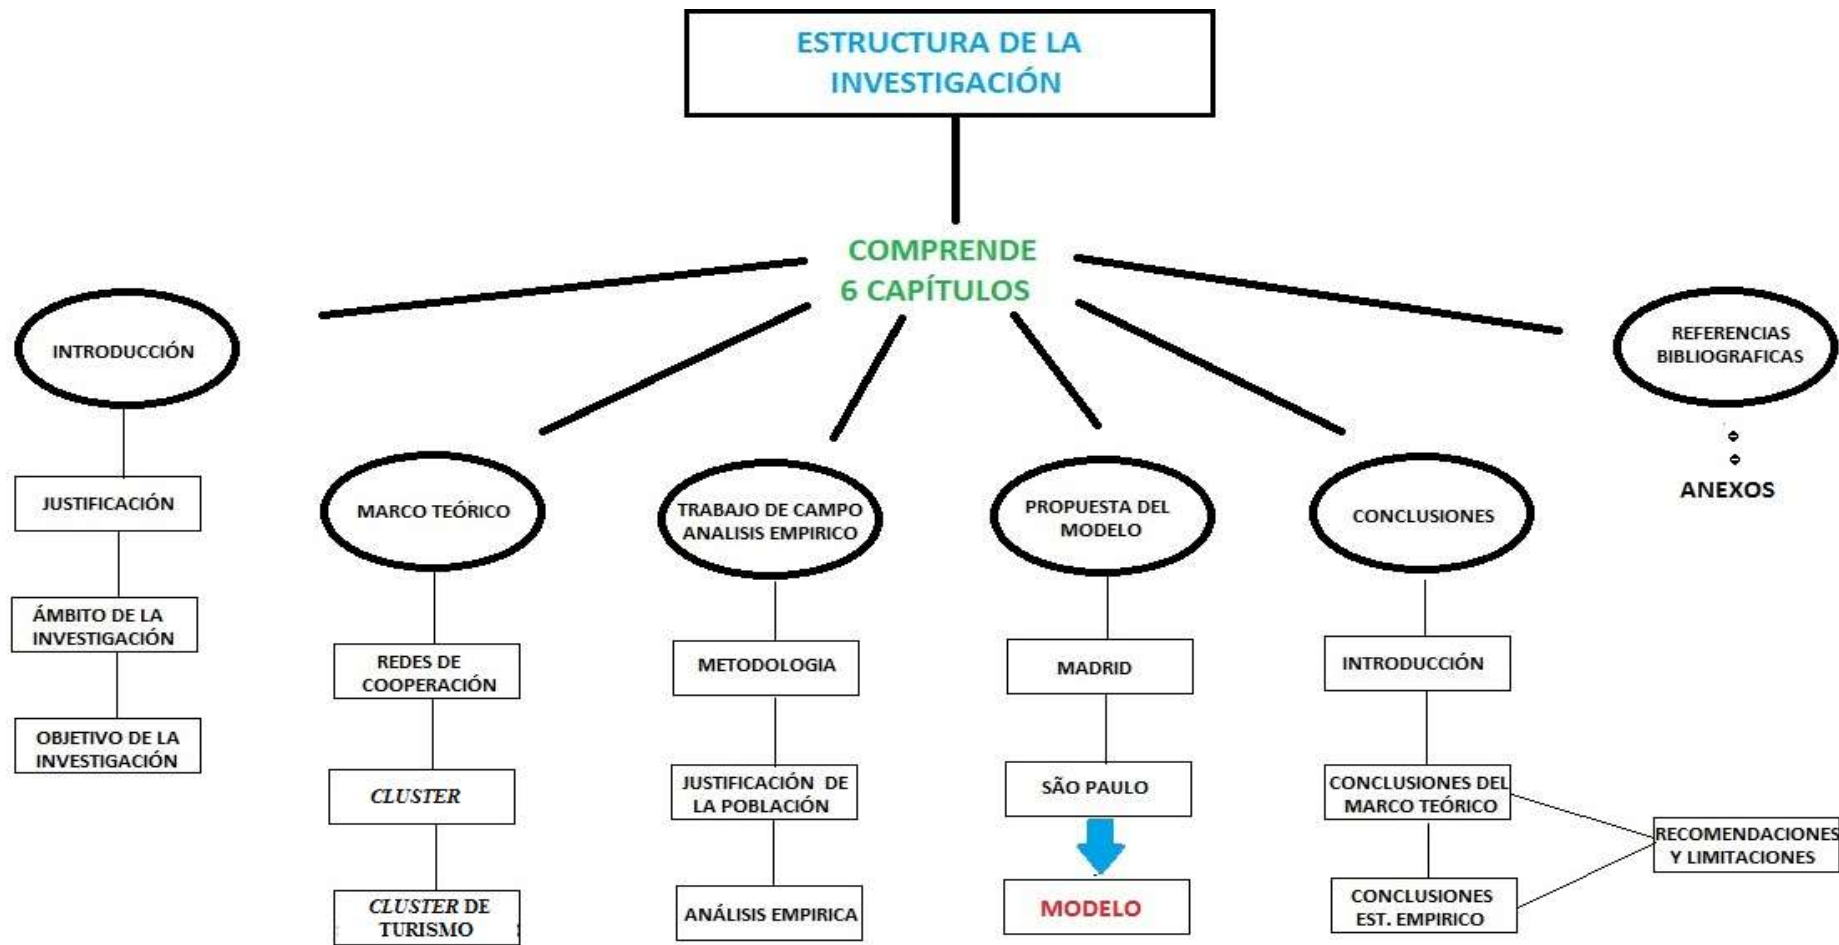 ESTRUCTURA DE LA
INVESTIGACIÓN
COMPRENDE
6 CAPÍTULOS
INTRODUCCIÓN
JUSTIFICACIÓN
ÁMBITO DE LA
INVESTIGACIÓN
OBJETIVO DE LA
INVESTIGACIÓN
MARCO TEÓRICO
REDES DE
COOPERACIÓN
CLUSTER
CLUSTER DE
TURISMO
TRABAJO DE CAMPO
ANALISIS EMPIRICO
METODOLOGIA
JUSTIFICACIÓN DE
LA POBLACIÓN
ANÁLISIS EMPIRICA
PROPUESTA DEL
MODELO
MADRID
SÃO PAULO
MODELO
CONCLUSIONES
INTRODUCCIÓN
CONCLUSIONES DEL
MARCO TEÓRICO
CONCLUSIONES
EST. EMPIRICO
RECOMENDACIONES
Y LIMITACIONES
REFERENCIAS
BIBLIOGRAFICAS
ANEXOS